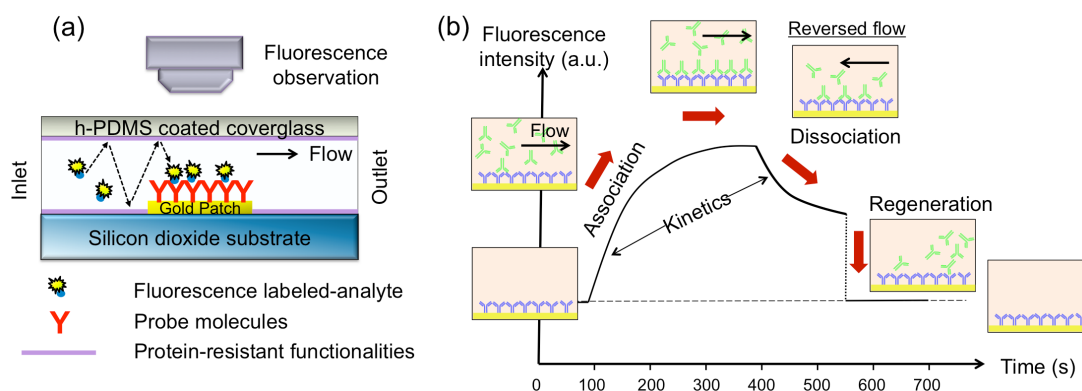 (a)
Fluorescence
observation
h-PDMS coated coverglass
Flow
Inlet
Outlet
Gold Patch
Silicon dioxide substrate
Fluorescence labeled-analyte
Probe molecules
Protein-resistant functionalities
(b)
Fluorescence
intensity (a.u.)
Reversed flow
Flow
Association
Kinetics
Dissociation
Regeneration
0 100 200 300 400 500 600 700
Time (s)